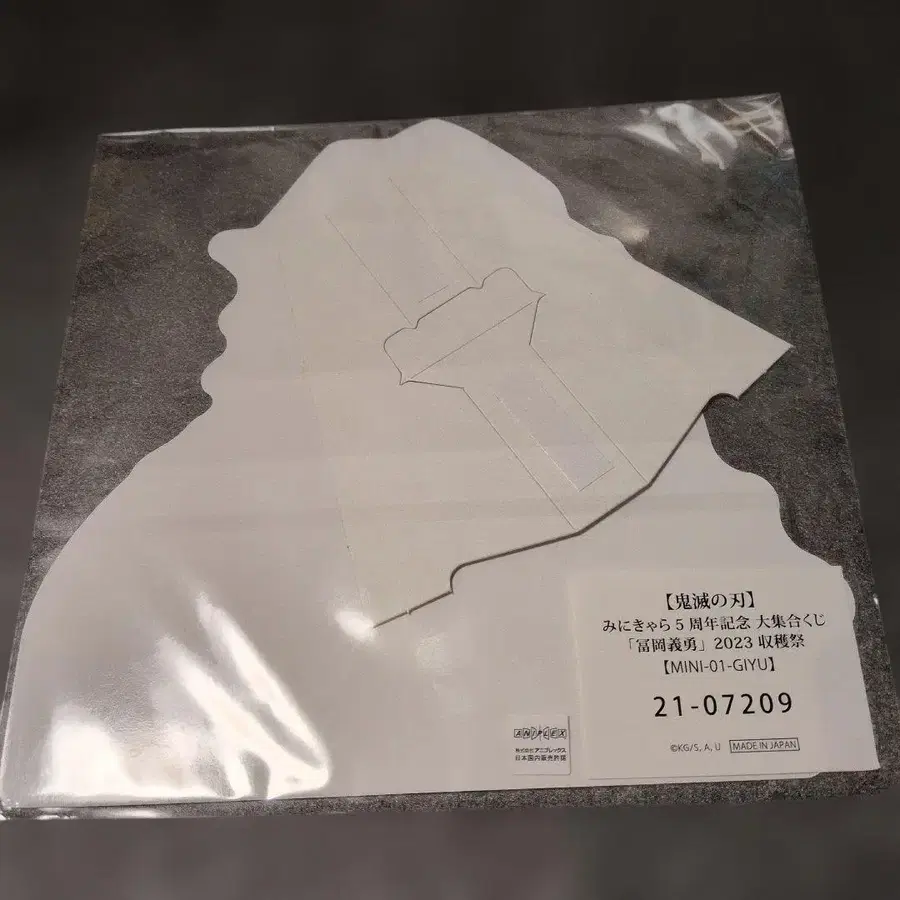 【鬼滅の刃】
みにきゃら5周年記念 大集合くじ
「冨岡義勇」2023 収穫祭
【MINI-01-GIYU】
21-07209
©KG/S, A, U MADE IN JAPAN
ANIPLEX
株式会社アニプレックス
日本国内販売許諾